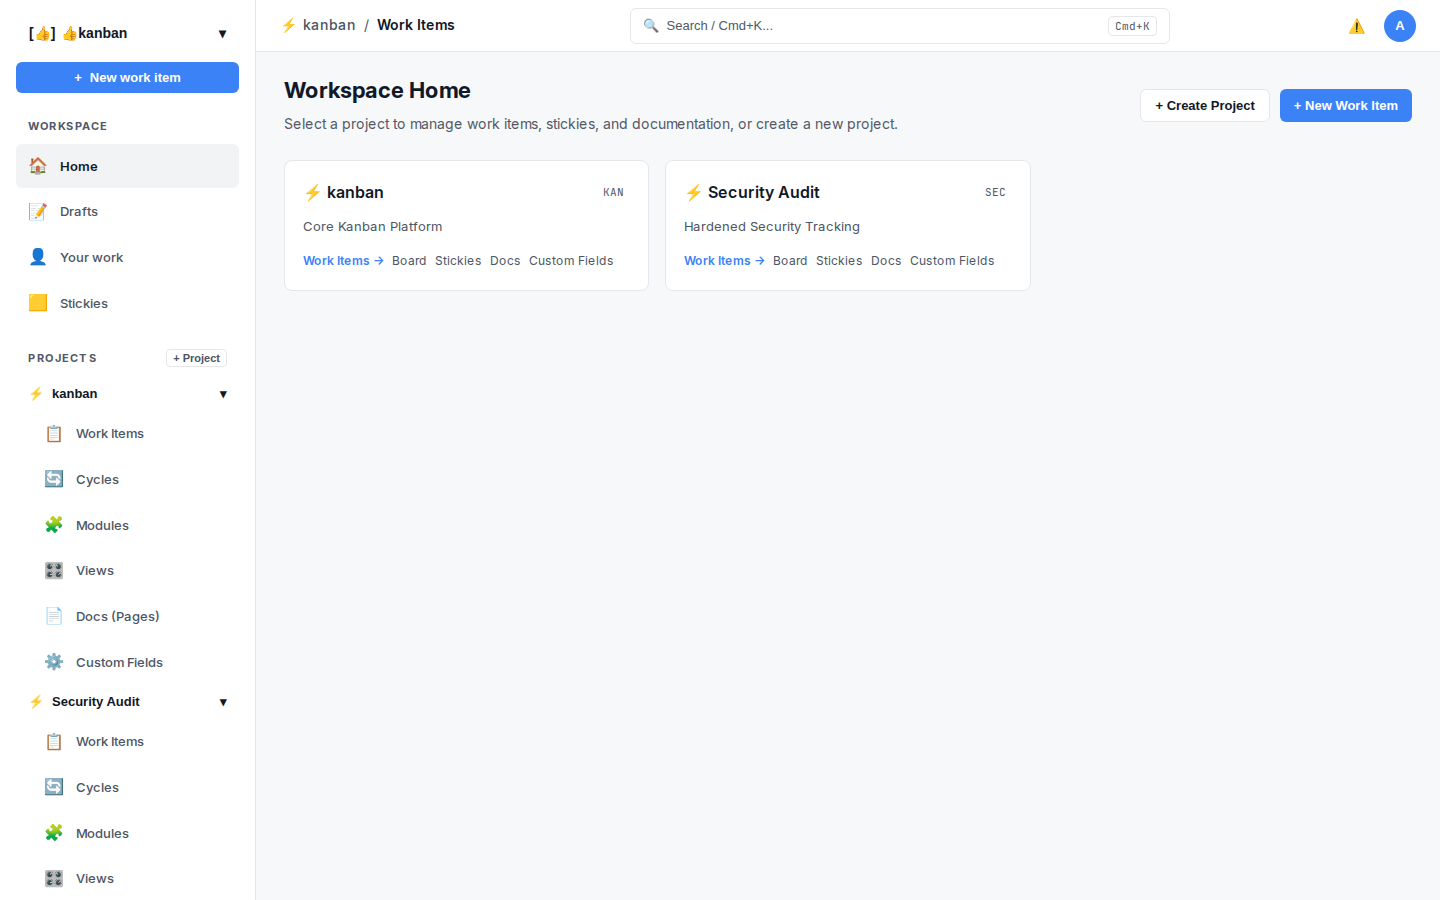 [👍] 👍kanban ▾
+ New work item
WORKSPACE
🏠 Home
📝 Drafts
👤 Your work
🟨 Stickies
PROJECTS
+ Project
⚡ kanban ▾
📋 Work Items
🔄 Cycles
🧩 Modules
🎛️ Views
📄 Docs (Pages)
⚙️ Custom Fields
⚡ Security Audit ▾
📋 Work Items
🔄 Cycles
🧩 Modules
🎛️ Views
⚡ kanban / Work Items
🔍 Search / Cmd+K...
Cmd+K
⚠️
A
Workspace Home
Select a project to manage work items, stickies, and documentation, or create a new project.
+ Create Project
+ New Work Item
⚡ kanban KAN
Core Kanban Platform
Work Items → Board Stickies Docs Custom Fields
⚡ Security Audit SEC
Hardened Security Tracking
Work Items → Board Stickies Docs Custom Fields